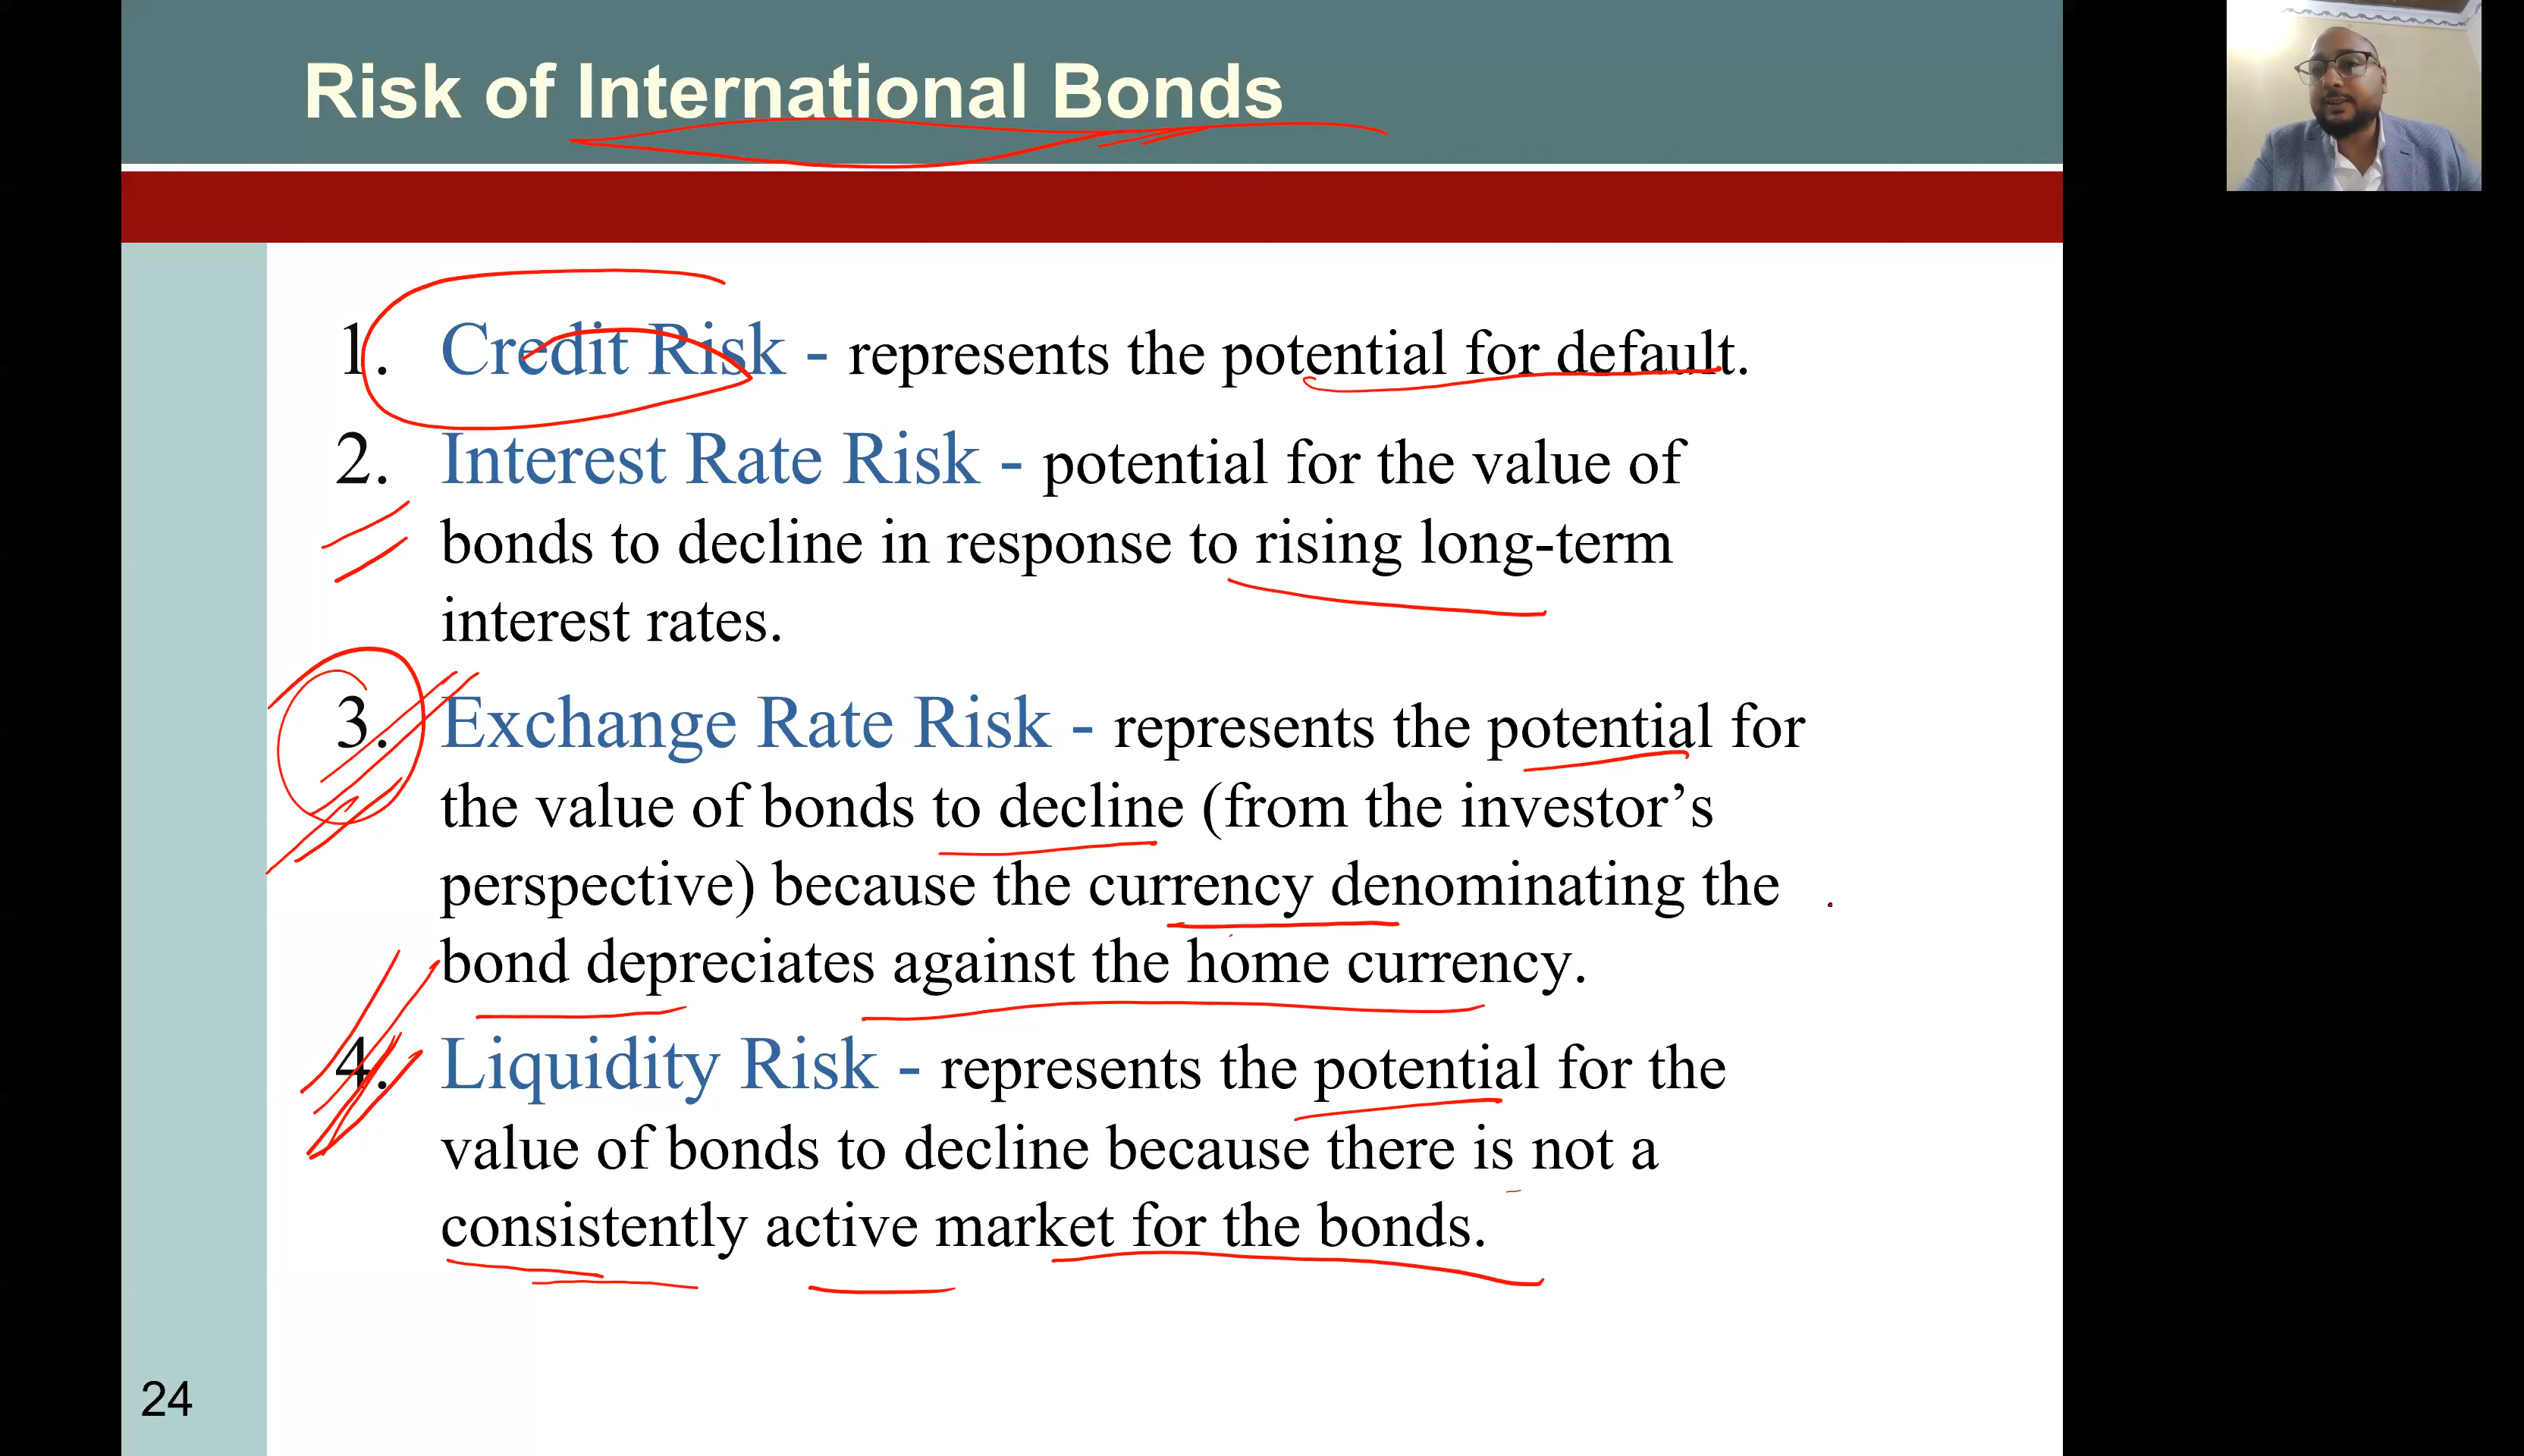 Risk of International Bonds
1. Credit Risk - represents the potential for default.
2. Interest Rate Risk - potential for the value of
bonds to decline in response to rising long-term
interest rates.
3. Exchange Rate Risk - represents the potential for
the value of bonds to decline (from the investor’s
perspective) because the currency denominating the
bond depreciates against the home currency.
4. Liquidity Risk - represents the potential for the
value of bonds to decline because there is not a
consistently active market for the bonds.
24